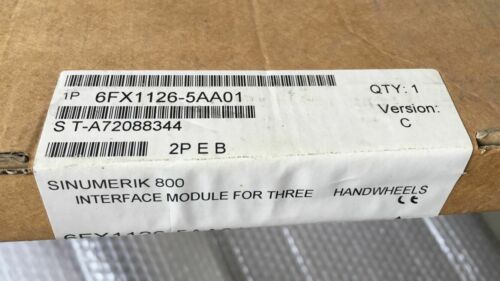 1P 6FX1126-5AA01 QTY: 1
Version: C
S T-A72088344
2P E B
SINUMERIK 800
INTERFACE MODULE FOR THREE HANDWHEELS
CE